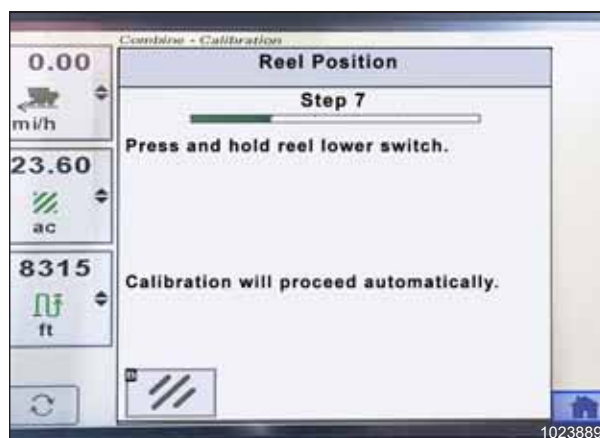 Combine - Calibration
0.00
mi/h
23.60
ac
8315
ft
Reel Position
Step 7
Press and hold reel lower switch.
Calibration will proceed automatically.
1023889